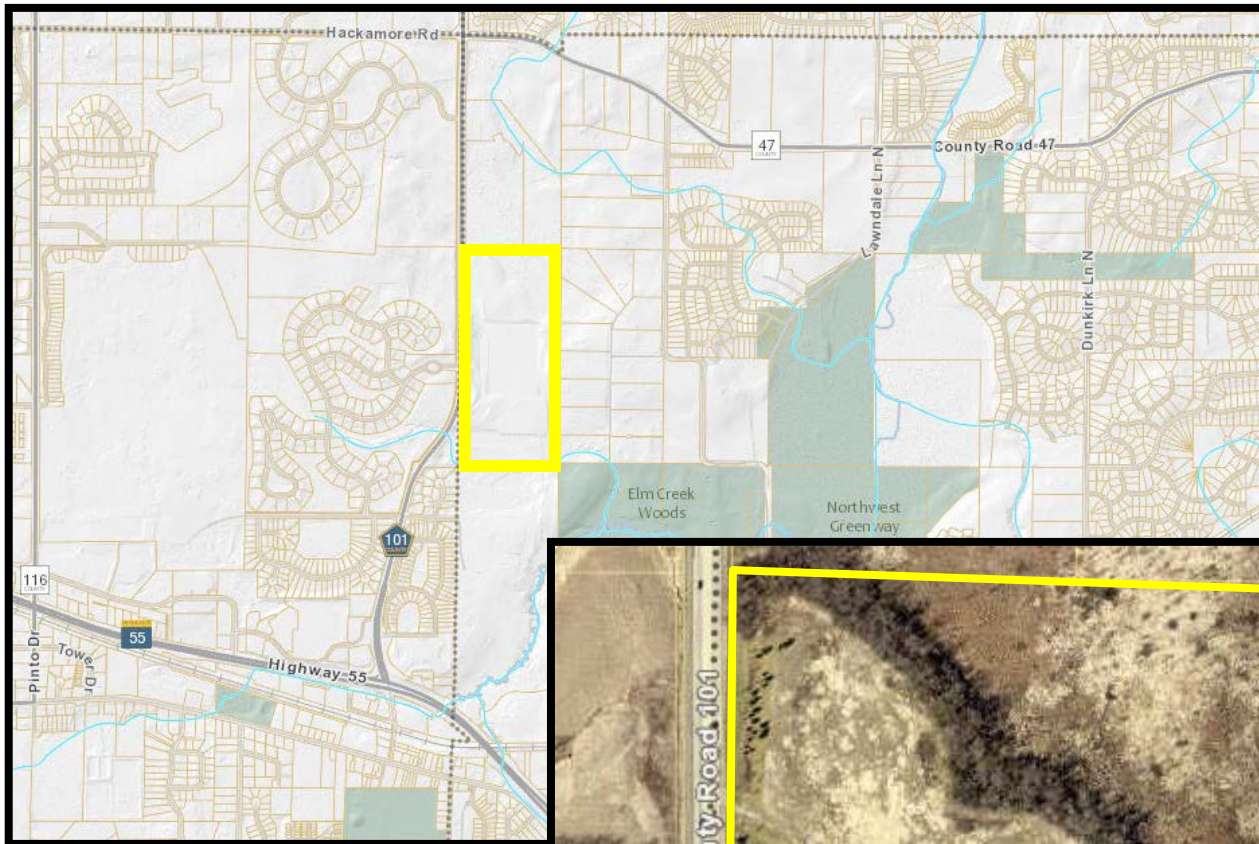 Hackamore Rd
47
COUNTY
County Road 47
Lawndale Ln N
Dunkirk Ln N
Elm Creek
Woods
Northwest
Greenway
101
COUNTY
116
COUNTY
55
Highway 55
Pinto Dr
Tower Dr
nty Road 101